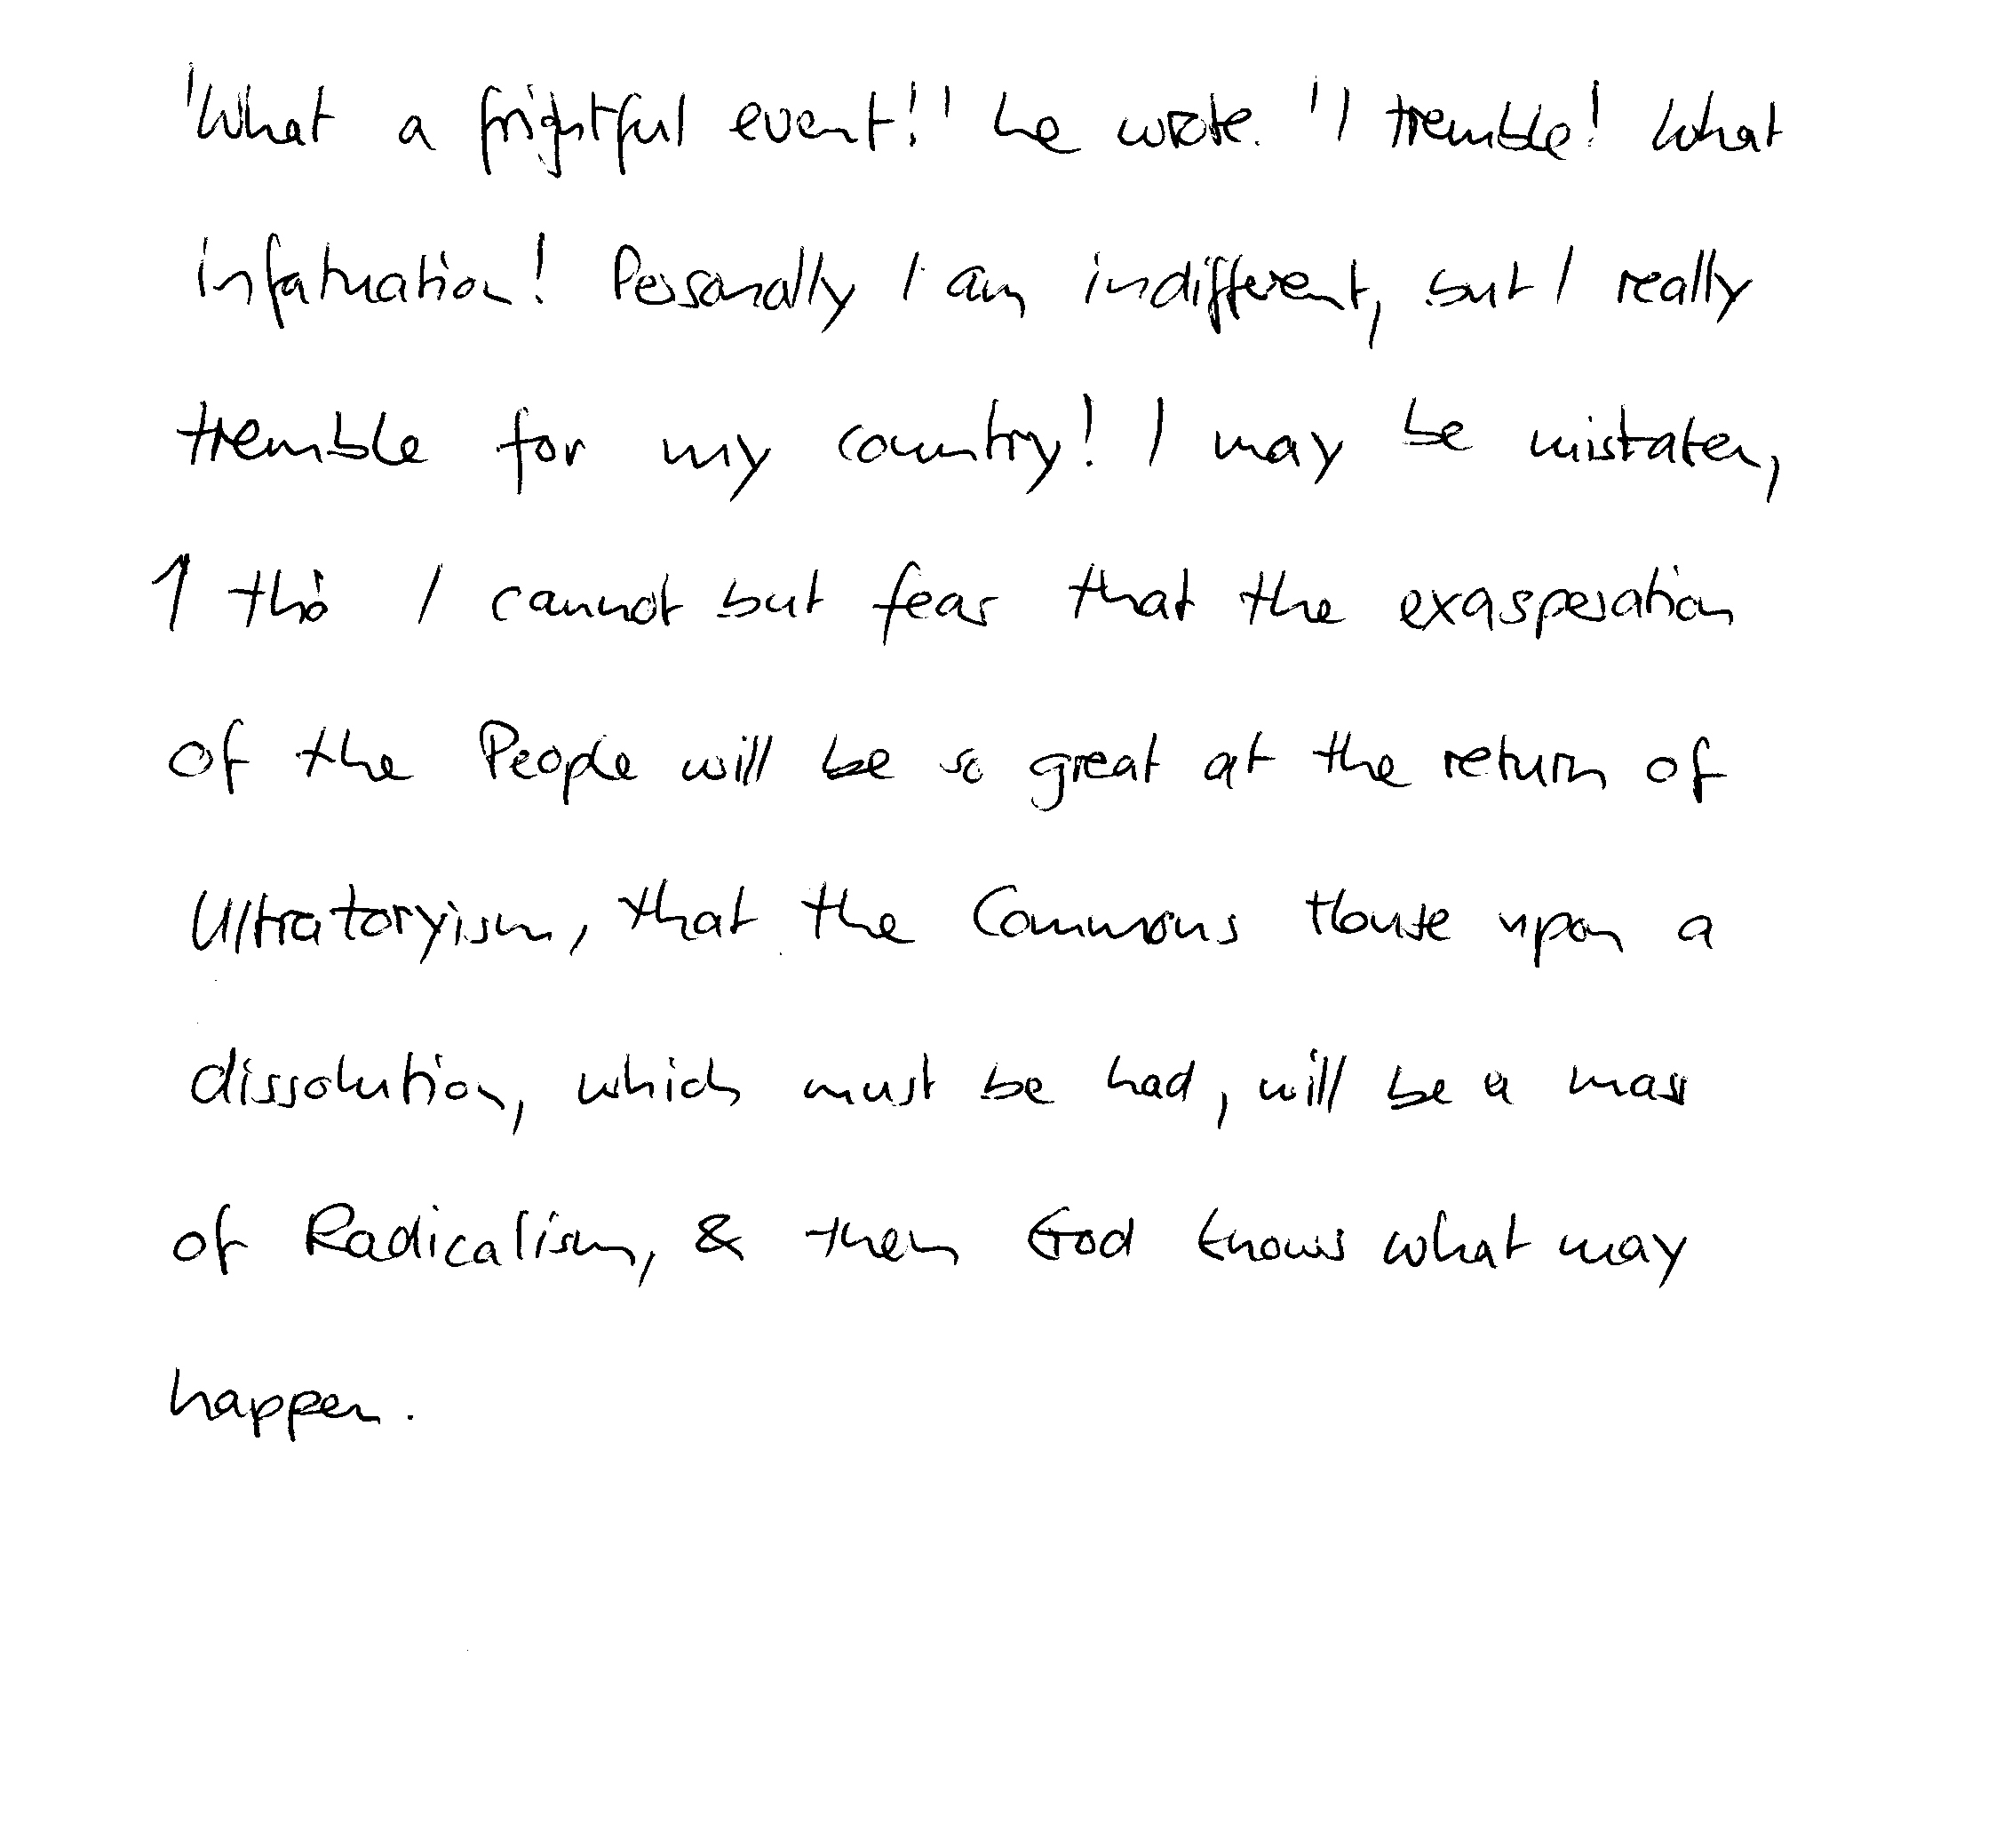 'What a frightful event!' he wrote. 'I tremble! What
infatuation! Personally I am indifferent, but I really
tremble for my country! I may be mistaken,
1 tho' I cannot but fear that the exasperation
of the People will be so great at the return of
Ultratoryism, that the Commons House upon a
dissolution, which must be had, will be a mass
of Radicalism, & then God knows what may
happen.